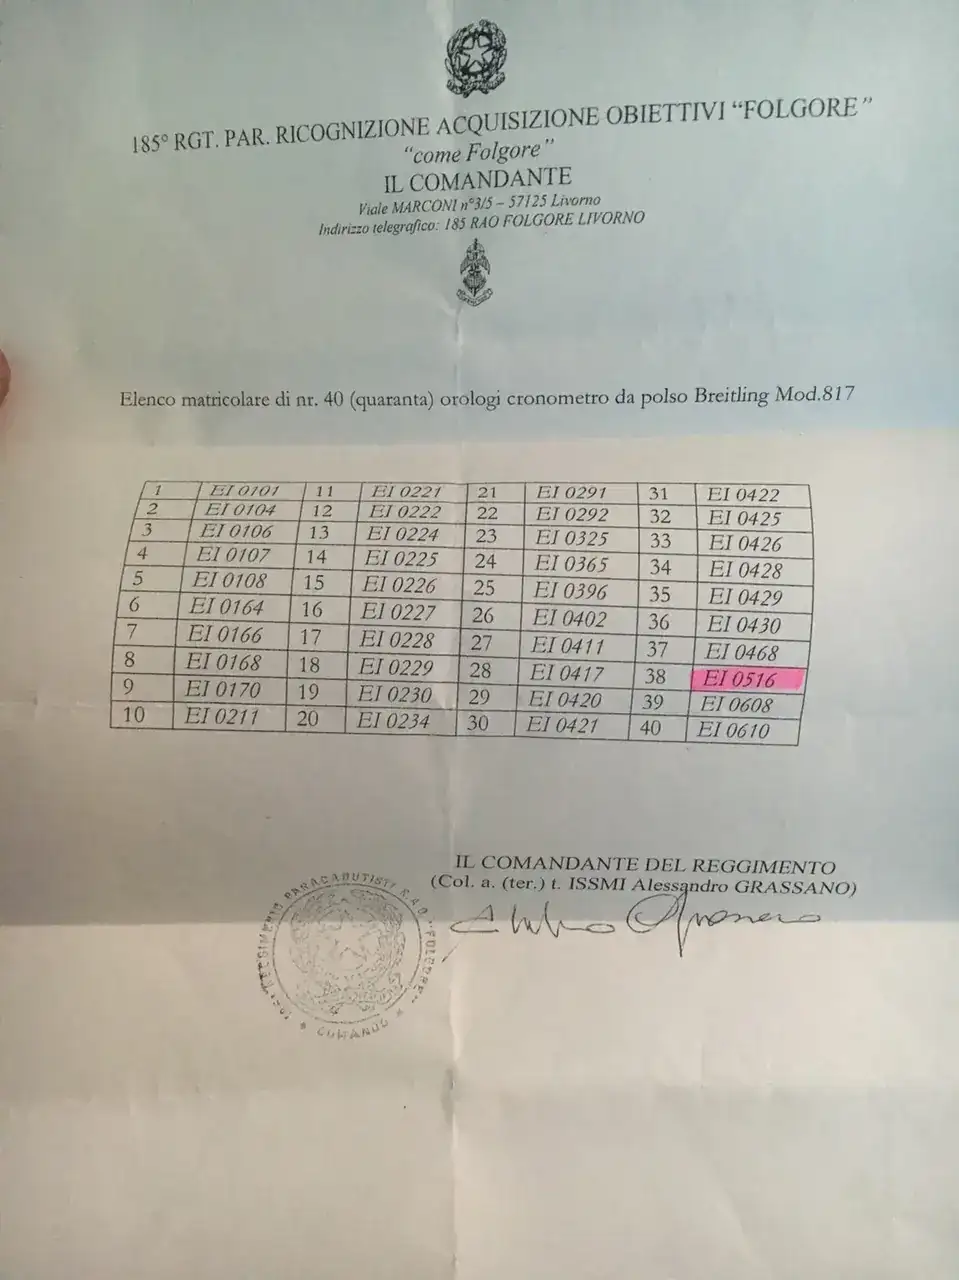 185° RGT. PAR. RICOGNIZIONE ACQUISIZIONE OBIETTIVI “FOLGORE”
“come Folgore”
IL COMANDANTE
Viale MARCONI n°3/5 – 57125 Livorno
Indirizzo telegrafico: 185 RAO FOLGORE LIVORNO
Elenco matricolare di nr. 40 (quaranta) orologi cronometro da polso Breitling Mod.817
1 EI 0101 11 EI 0221 21 EI 0291 31 EI 0422
2 EI 0104 12 EI 0222 22 EI 0292 32 EI 0425
3 EI 0106 13 EI 0224 23 EI 0325 33 EI 0426
4 EI 0107 14 EI 0225 24 EI 0365 34 EI 0428
5 EI 0108 15 EI 0226 25 EI 0396 35 EI 0429
6 EI 0164 16 EI 0227 26 EI 0402 36 EI 0430
7 EI 0166 17 EI 0228 27 EI 0411 37 EI 0468
8 EI 0168 18 EI 0229 28 EI 0417 38 EI 0516
9 EI 0170 19 EI 0230 29 EI 0420 39 EI 0608
10 EI 0211 20 EI 0234 30 EI 0421 40 EI 0610
IL COMANDANTE DEL REGGIMENTO
(Col. a. (ter.) t. ISSMI Alessandro GRASSANO)
REGGIMENTO PARACADUTISTI R.A.O. "FOLGORE"
* COMANDO *